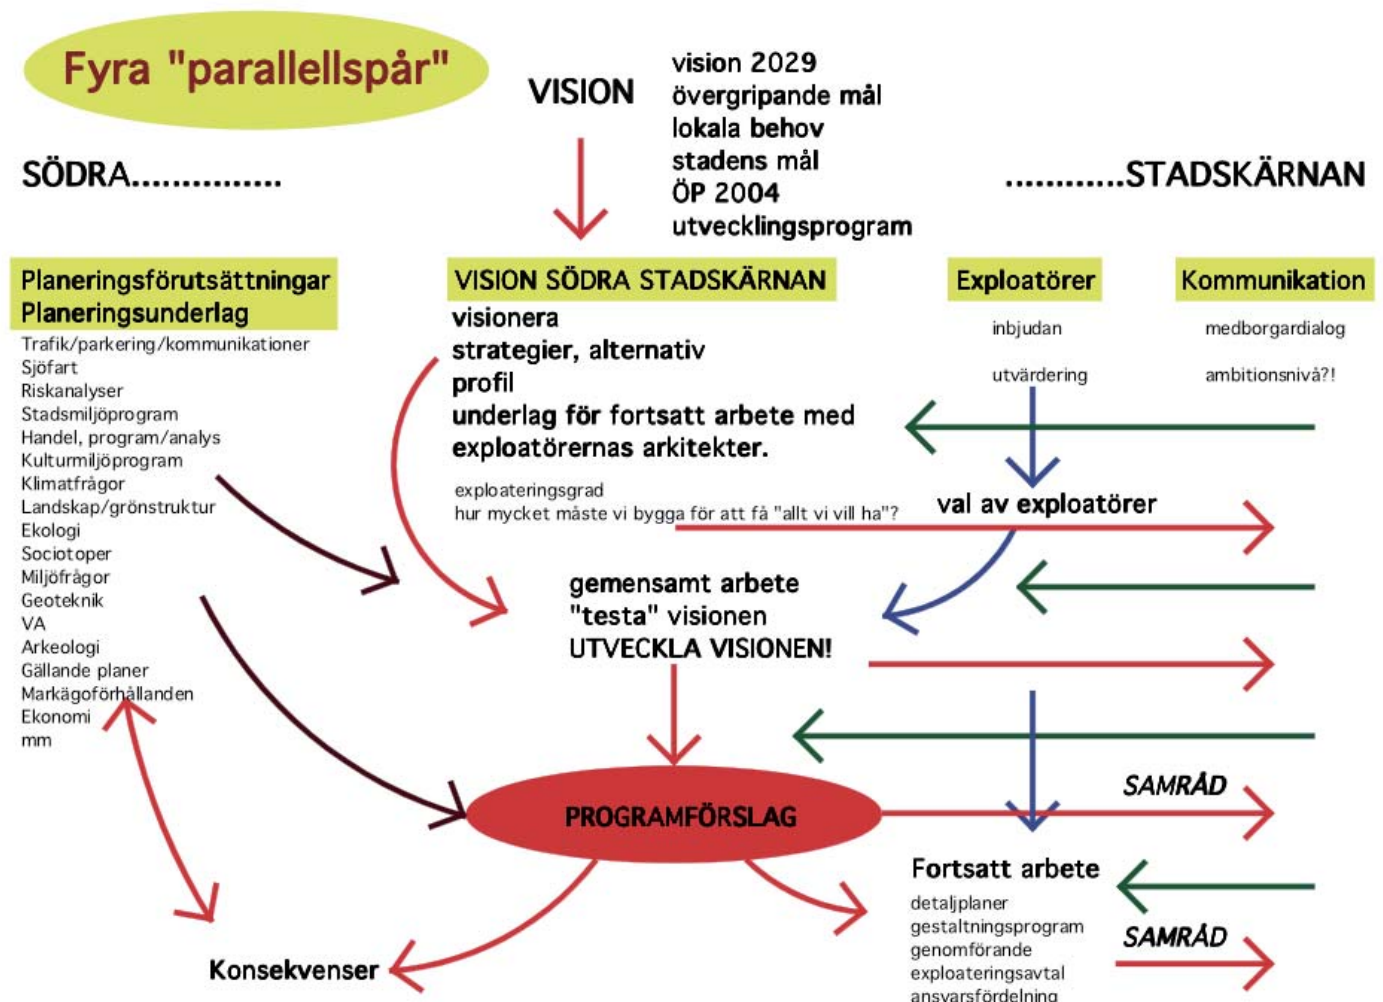 Fyra "parallellspår"
VISION
vision 2029
övergripande mål
lokala behov
stadens mål
ÖP 2004
utvecklingsprogram
SÖDRA...............
............STADSKÄRNAN
Planeringsförutsättningar
Planeringsunderlag
Trafik/parkering/kommunikationer
Sjöfart
Riskanalyser
Stadsmiljöprogram
Handel, program/analys
Kulturmiljöprogram
Klimatfrågor
Landskap/grönstruktur
Ekologi
Sociotoper
Miljöfrågor
Geoteknik
VA
Arkeologi
Gällande planer
Markägoförhållanden
Ekonomi
mm
VISION SÖDRA STADSKÄRNAN
visionera
strategier, alternativ
profil
underlag för fortsatt arbete med
exploatörernas arkitekter.
exploateringsgrad
hur mycket måste vi bygga för att få "allt vi vill ha"?
Exploatörer
inbjudan
utvärdering
Kommunikation
medborgardialog
ambitionsnivå?!
val av exploatörer
gemensamt arbete
"testa" visionen
UTVECKLA VISIONEN!
PROGRAMFÖRSLAG
SAMRÅD
Fortsatt arbete
detaljplaner
gestaltningsprogram
genomförande
exploateringsavtal
ansvarsfördelning
SAMRÅD
Konsekvenser